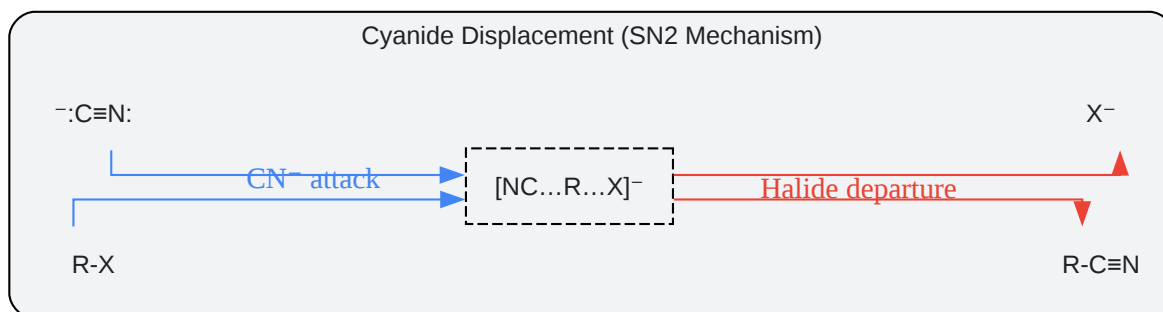 Cyanide Displacement (SN2 Mechanism)
⁻:C≡N:
X⁻
CN⁻ attack
[NC…R…X]⁻
Halide departure
R-X
R-C≡N